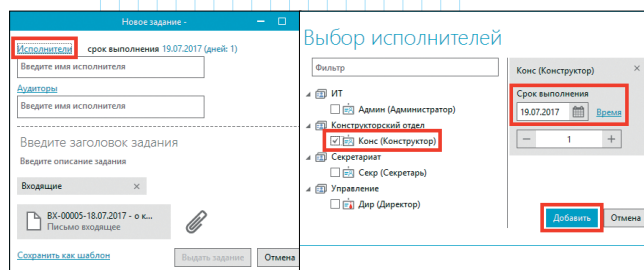 Новое задание -
Исполнители срок выполнения 19.07.2017 (дней: 1)
Введите имя исполнителя
Аудиторы
Введите имя исполнителя
Введите заголовок задания
Введите описание задания
Входящие ×
ВХ-00005-18.07.2017 - о к...
Письмо входящее
Сохранить как шаблон Выдать задание Отмена
Выбор исполнителей
Фильтр
ИТ
Админ (Администратор)
Конструкторский отдел
Конс (Конструктор)
Секретариат
Секр (Секретарь)
Управление
Дир (Директор)
Конс (Конструктор) ×
Срок выполнения
19.07.2017 Время
− 1 +
Добавить Отмена